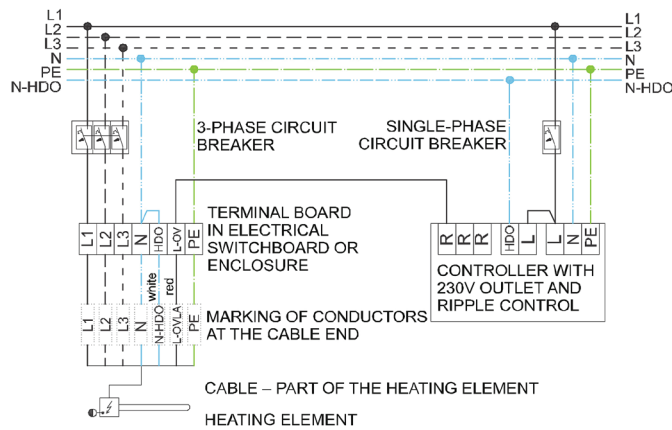 L1
L2
L3
N
PE
N-HDO
L1
L2
L3
N
PE
N-HDO
3-PHASE CIRCUIT
BREAKER
SINGLE-PHASE
CIRCUIT BREAKER
L1 L2 L3 N HDO L-OV PE
TERMINAL BOARD
IN ELECTRICAL
SWITCHBOARD OR
ENCLOSURE
R R R HDO L L N PE
CONTROLLER WITH
230V OUTLET AND
RIPPLE CONTROL
white
red
L1 L2 L3 N N-HDO L-OVLA PE
MARKING OF CONDUCTORS
AT THE CABLE END
CABLE – PART OF THE HEATING ELEMENT
HEATING ELEMENT